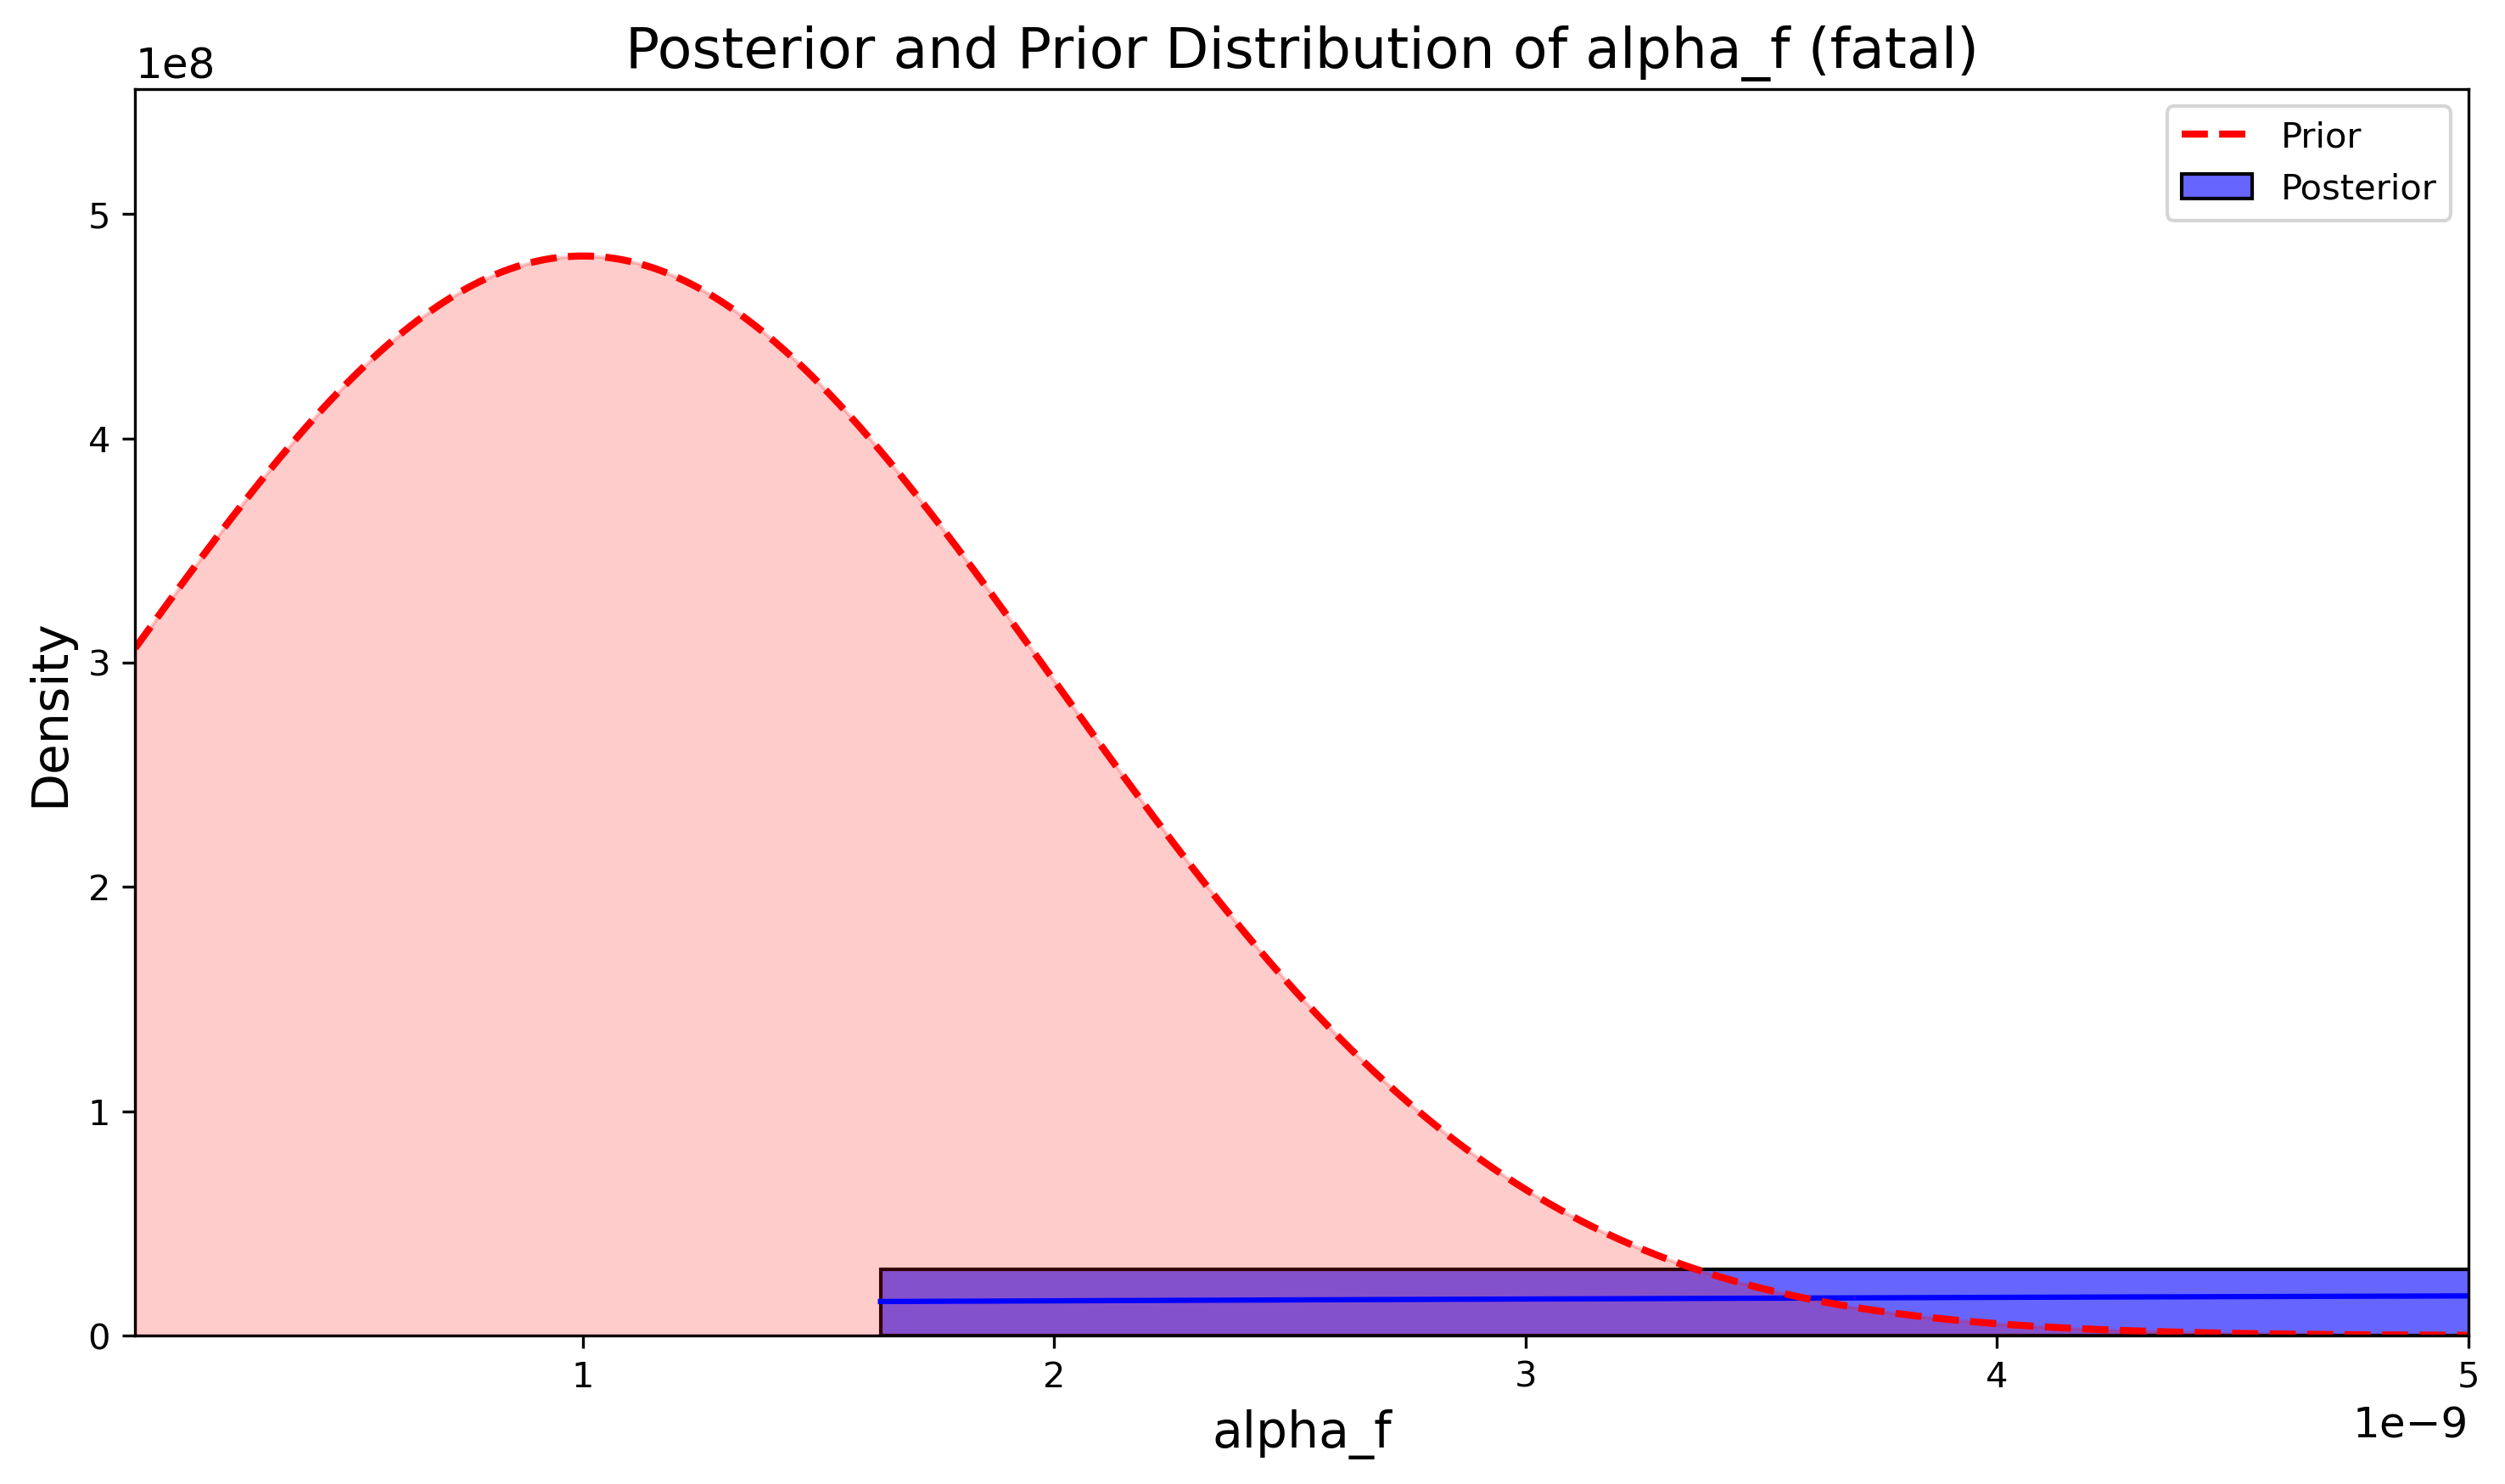 Posterior and Prior Distribution of alpha_f (fatal)
1e8
Prior
Posterior
5
4
3
2
1
0
Density
1
2
3
4
5
1e−9
alpha_f